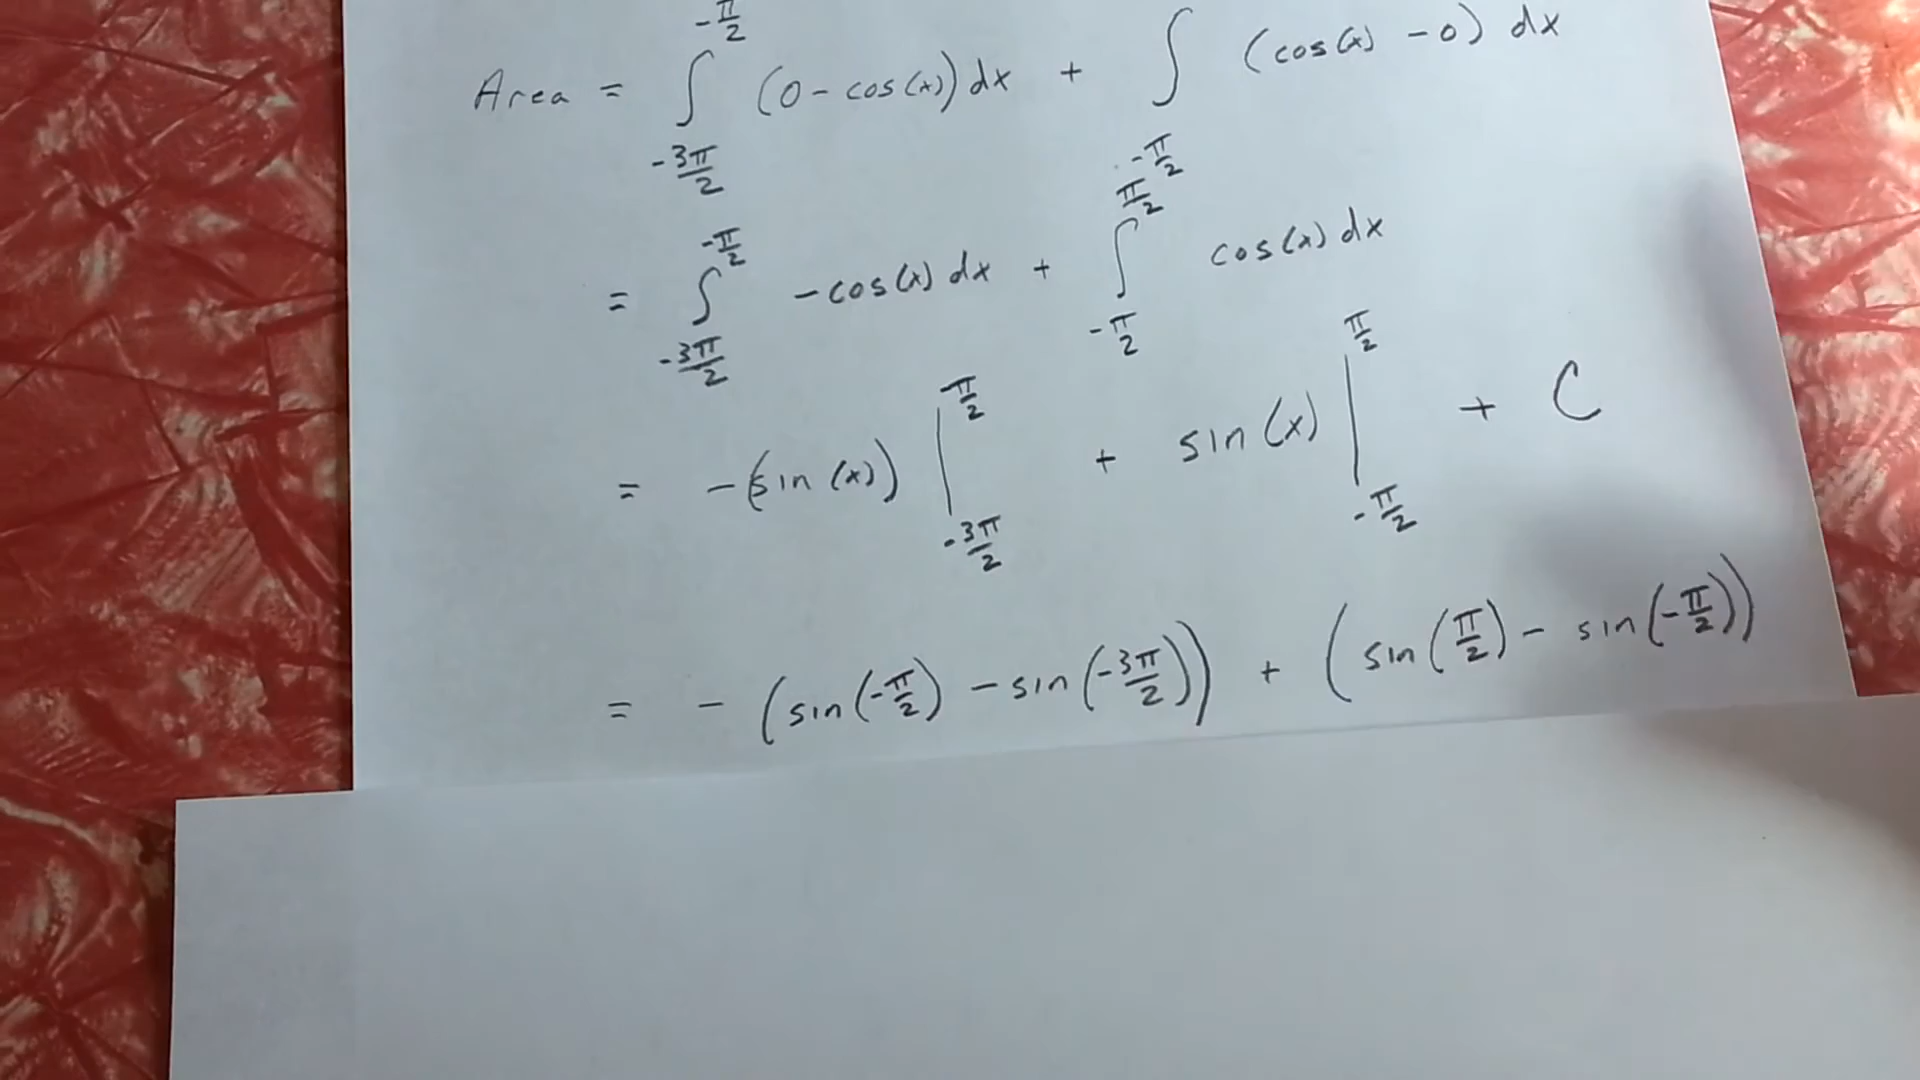 Area = ∫_{-3π/2}^{-π/2} (0 - cos(x)) dx + ∫_{-π/2} (cos(x) - 0) dx
= ∫_{-3π/2}^{-π/2} -cos(x) dx + ∫_{-π/2}^{π/2} cos(x) dx
= -(sin(x)) |_{-3π/2}^{-π/2} + sin(x) |_{-π/2}^{π/2} + C
= - (sin(-π/2) - sin(-3π/2)) + (sin(π/2) - sin(-π/2))